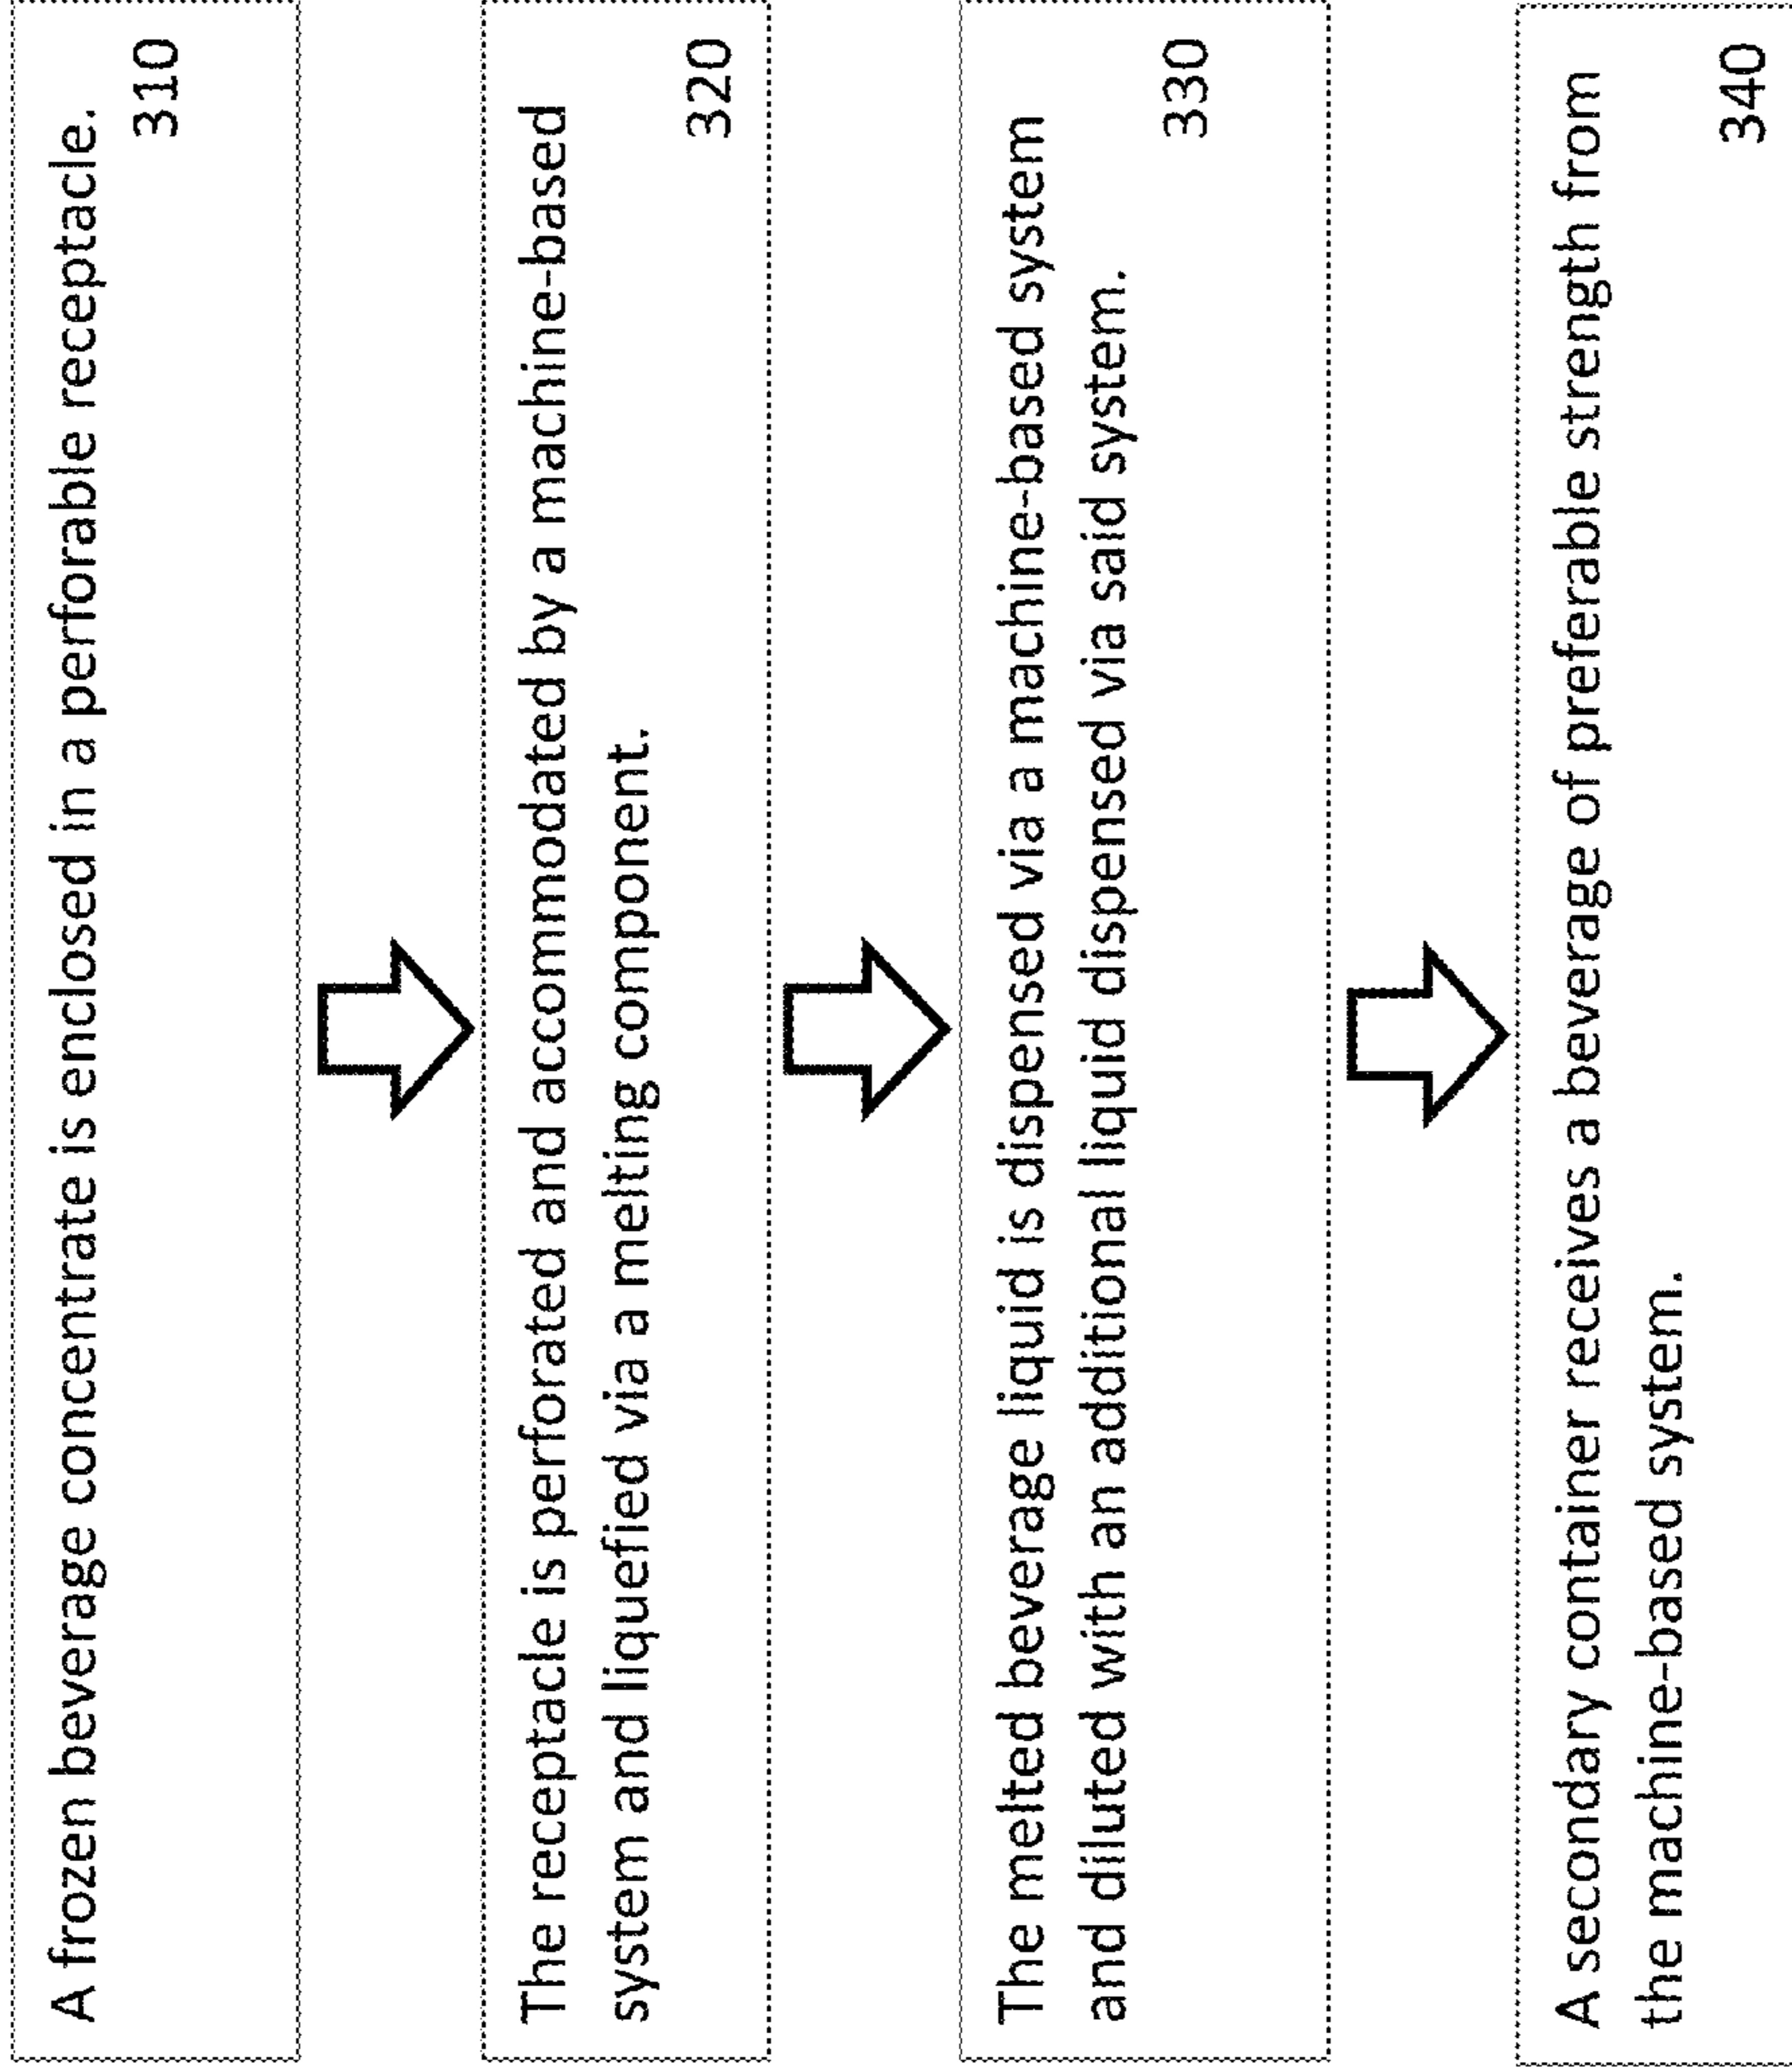 A frozen beverage concentrate is enclosed in a perforable receptacle.
310
The receptacle is perforated and accommodated by a machine-based
system and liquefied via a melting component.
320
The melted beverage liquid is dispensed via a machine-based system
and diluted with an additional liquid dispensed via said system.
330
A secondary container receives a beverage of preferable strength from
the machine-based system.
340